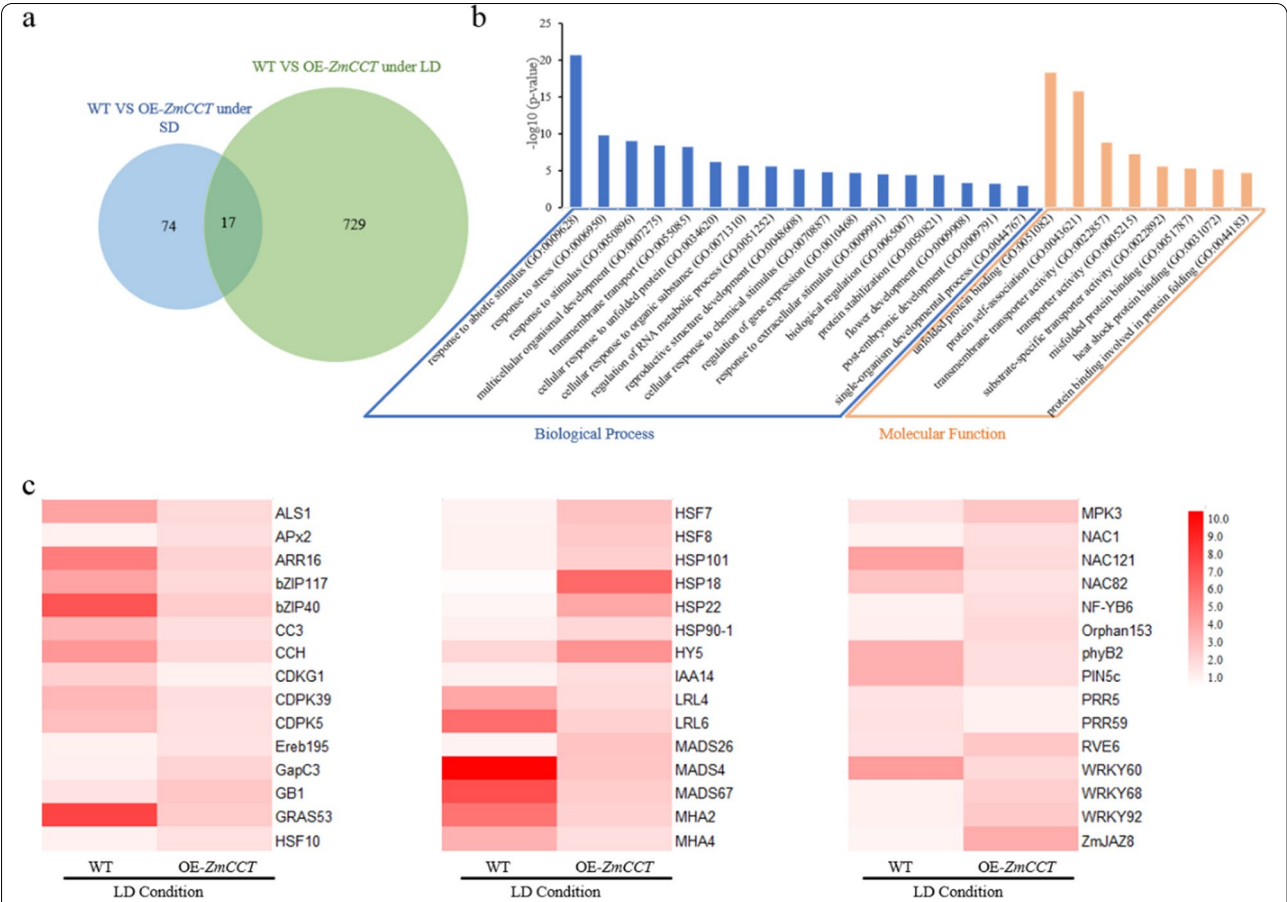 a
WT VS OE-ZmCCT under LD
WT VS OE-ZmCCT under
SD
74
17
729
b
-log10 (p-value)
25
20
15
10
5
0
response to abiotic stimulus (GO:0009628)
response to stress (GO:0006950)
response to stimulus (GO:0050896)
multicellular organismal development (GO:0007275)
transmembrane transport (GO:0055085)
cellular response to unfolded protein (GO:0034620)
cellular response to organic substance (GO:0071310)
regulation of RNA metabolic process (GO:0051252)
reproductive structure development (GO:0048608)
cellular response to chemical stimulus (GO:0070887)
regulation of gene expression (GO:0010468)
response to extracellular stimulus (GO:0009991)
biological regulation (GO:0065007)
protein stabilization (GO:0050821)
flower development (GO:009908)
post-embryonic development (GO:009791)
single-organism developmental process (GO:0044767)
unfolded protein binding (GO:0051082)
protein self-association (GO:0043621)
transmembrane transporter activity (GO:0022857)
transporter activity (GO:0005215)
substrate-specific transporter activity (GO:0022892)
misfolded protein binding (GO:0051787)
heat shock protein binding (GO:0031072)
protein binding involved in protein folding (GO:0044183)
Biological Process
Molecular Function
c
ALS1
APx2
ARR16
bZIP117
bZIP40
CC3
CCH
CDKG1
CDPK39
CDPK5
Ereb195
GapC3
GB1
GRAS53
HSF10
WT
OE-ZmCCT
LD Condition
HSF7
HSF8
HSP101
HSP18
HSP22
HSP90-1
HY5
IAA14
LRL4
LRL6
MADS26
MADS4
MADS67
MHA2
MHA4
WT
OE-ZmCCT
LD Condition
MPK3
NAC1
NAC121
NAC82
NF-YB6
Orphan153
phyB2
PIN5c
PRR5
PRR59
RVE6
WRKY60
WRKY68
WRKY92
ZmJAZ8
WT
OE-ZmCCT
LD Condition
10.0
9.0
8.0
7.0
6.0
5.0
4.0
3.0
2.0
1.0